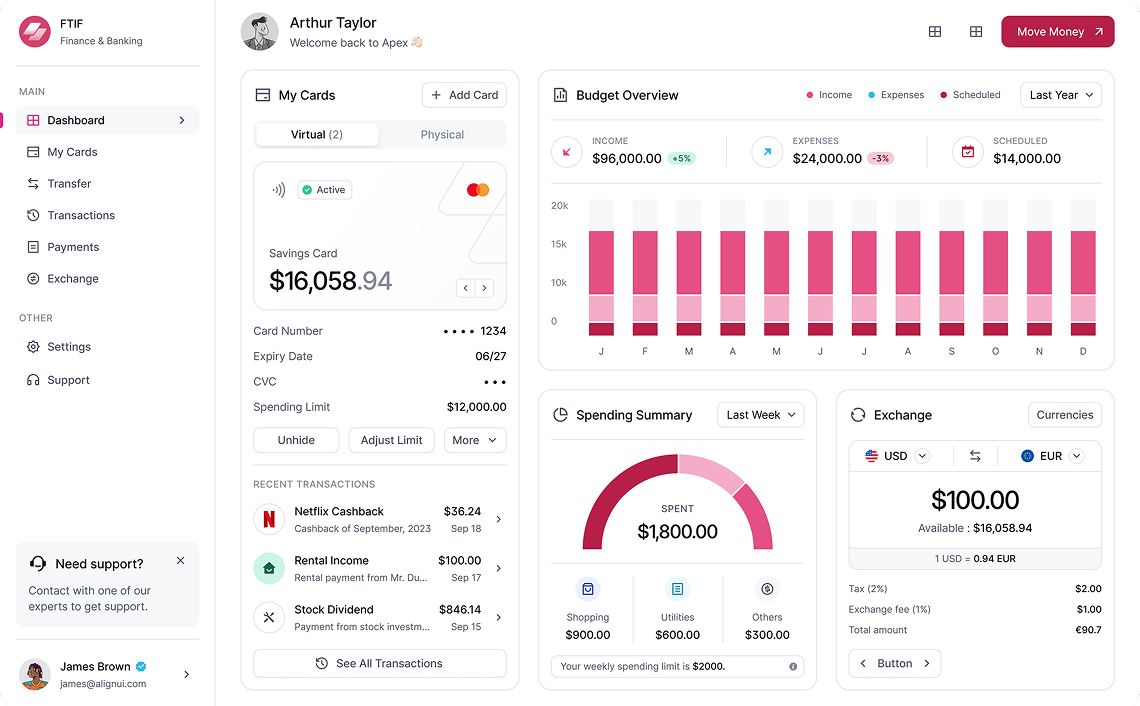 FTIF
Finance & Banking
MAIN
Dashboard
My Cards
Transfer
Transactions
Payments
Exchange
OTHER
Settings
Support
Need support?
Contact with one of our
experts to get support.
James Brown
james@alignui.com
Arthur Taylor
Welcome back to Apex 👋🏻
Move Money
My Cards
Add Card
Virtual (2)
Physical
Active
Savings Card
$16,058.94
Card Number •••• 1234
Expiry Date 06/27
CVC •••
Spending Limit $12,000.00
Unhide
Adjust Limit
More
RECENT TRANSACTIONS
Netflix Cashback $36.24
Cashback of September, 2023 Sep 18
Rental Income $100.00
Rental payment from Mr. Du... Sep 17
Stock Dividend $846.14
Payment from stock investm... Sep 15
See All Transactions
Budget Overview
Income
Expenses
Scheduled
Last Year
INCOME
$96,000.00 +5%
EXPENSES
$24,000.00 -3%
SCHEDULED
$14,000.00
20k
15k
10k
0
J F M A M J J A S O N D
Spending Summary
Last Week
SPENT
$1,800.00
Shopping
$900.00
Utilities
$600.00
Others
$300.00
Your weekly spending limit is $2000.
Exchange
Currencies
USD
EUR
$100.00
Available : $16,058.94
1 USD = 0.94 EUR
Tax (2%) $2.00
Exchange fee (1%) $1.00
Total amount €90.7
Button